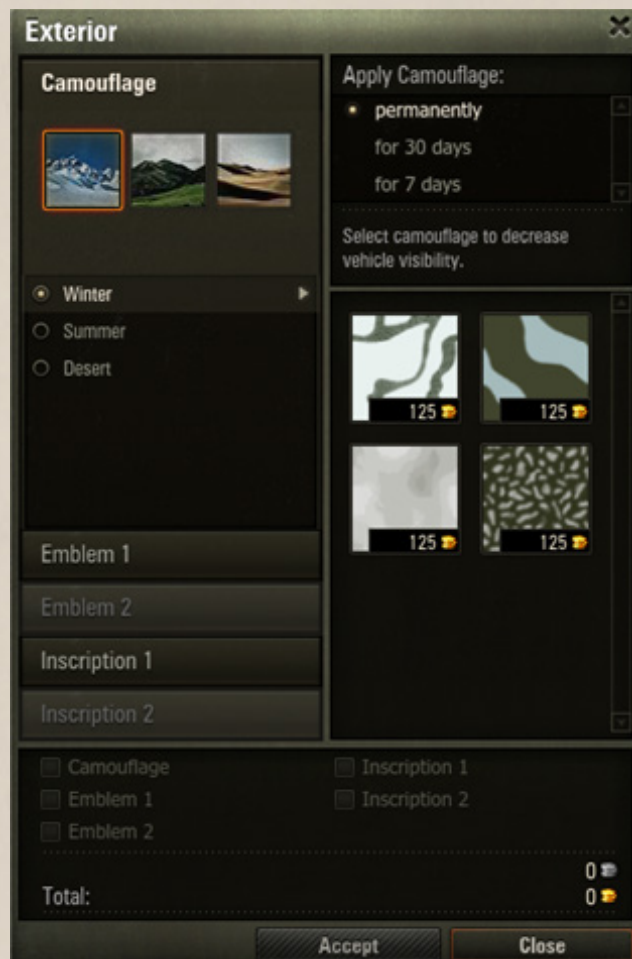 Exterior
Camouflage
Winter
Summer
Desert
Emblem 1
Emblem 2
Inscription 1
Inscription 2
Apply Camouflage:
permanently
for 30 days
for 7 days
Select camouflage to decrease
vehicle visibility.
125
125
125
125
Camouflage
Inscription 1
Emblem 1
Inscription 2
Emblem 2
0
Total:
0
Accept
Close